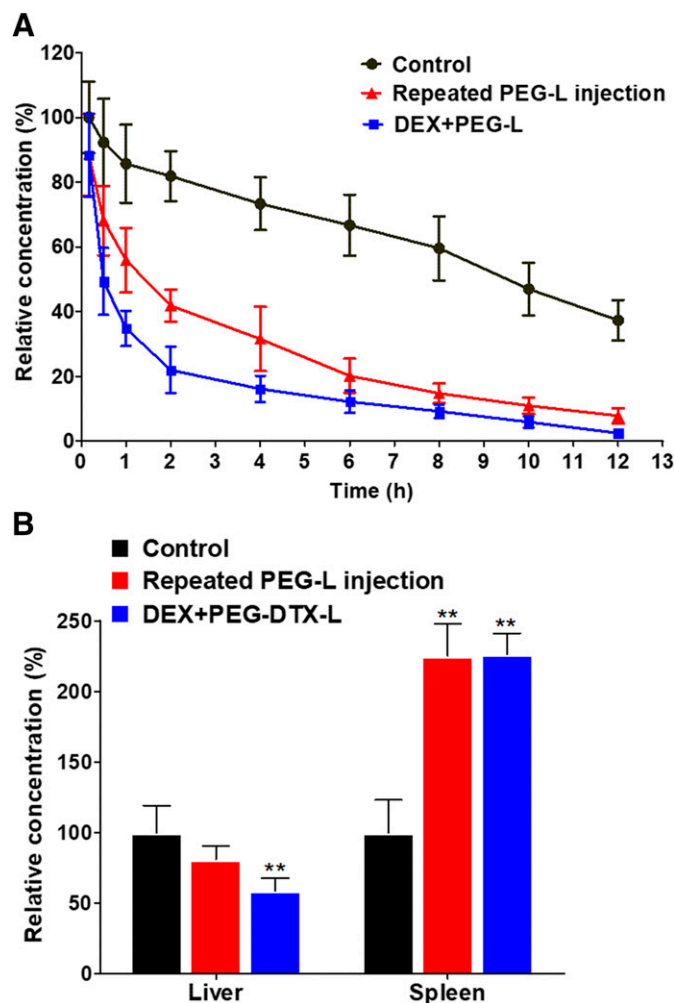 A
Relative concentration (%)
120
100
80
60
40
20
0
Control
Repeated PEG-L injection
DEX+PEG-L
0 1 2 3 4 5 6 7 8 9 10 11 12 13
Time (h)
B
Control
Repeated PEG-L injection
DEX+PEG-DTX-L
Relative concentration (%)
250
200
150
100
50
0
**
** **
Liver Spleen